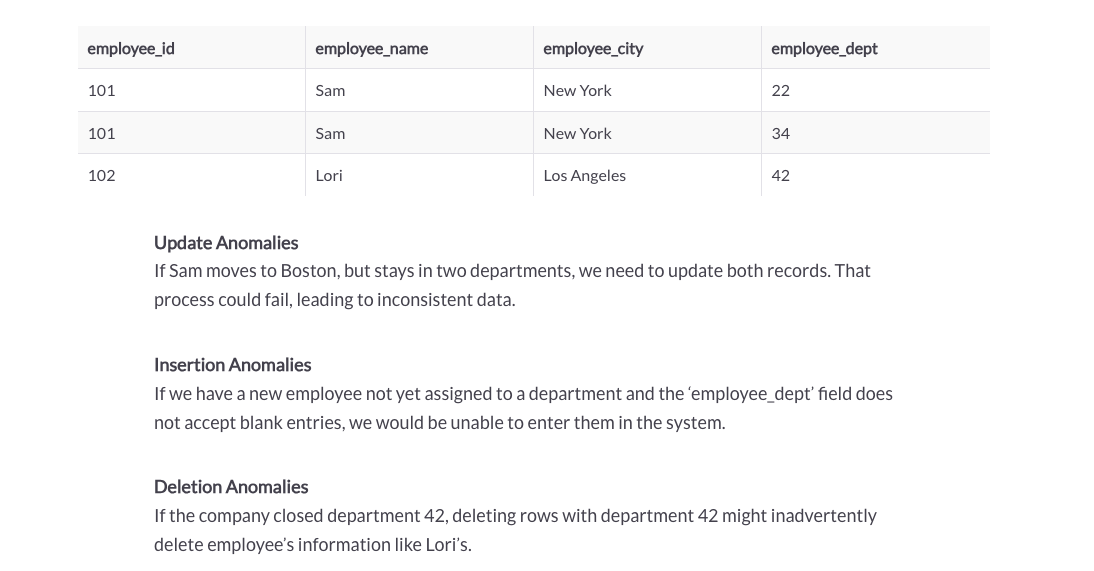 employee_id employee_name employee_city employee_dept
101 Sam New York 22
101 Sam New York 34
102 Lori Los Angeles 42
Update Anomalies
If Sam moves to Boston, but stays in two departments, we need to update both records. That
process could fail, leading to inconsistent data.
Insertion Anomalies
If we have a new employee not yet assigned to a department and the ‘employee_dept’ field does
not accept blank entries, we would be unable to enter them in the system.
Deletion Anomalies
If the company closed department 42, deleting rows with department 42 might inadvertently
delete employee’s information like Lori’s.